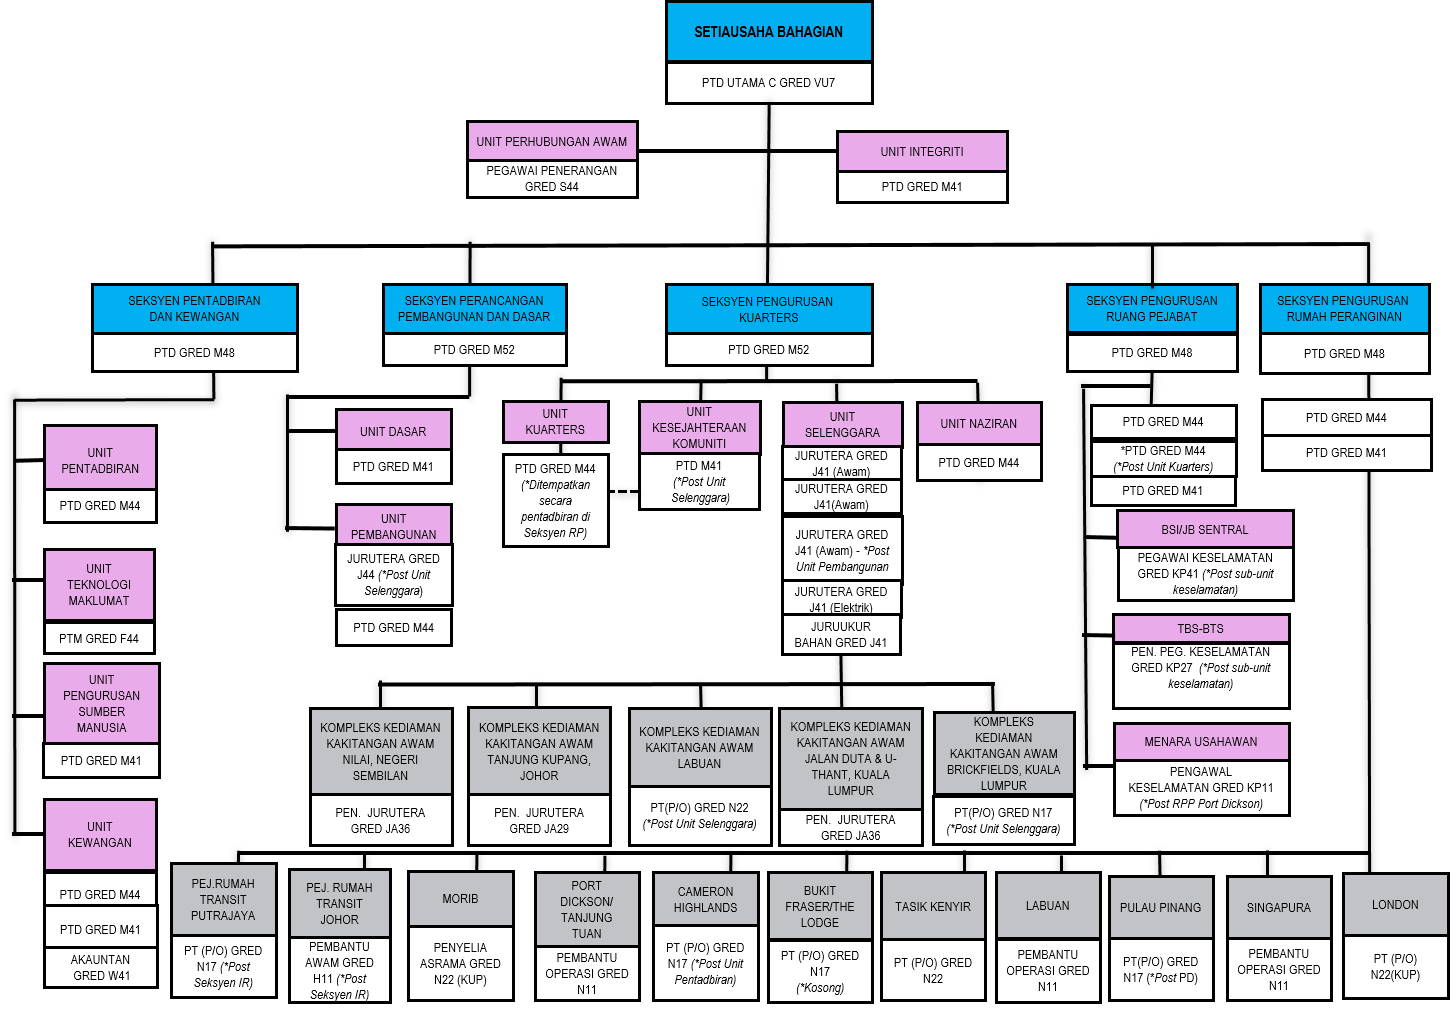 SETIAUSAHA BAHAGIAN
PTD UTAMA C GRED VU7
UNIT PERHUBUNGAN AWAM
PEGAWAI PENERANGAN
GRED S44
UNIT INTEGRITI
PTD GRED M41
SEKSYEN PENTADBIRAN
DAN KEWANGAN
PTD GRED M48
SEKSYEN PERANCANGAN
PEMBANGUNAN DAN DASAR
PTD GRED M52
SEKSYEN PENGURUSAN
KUARTERS
PTD GRED M52
SEKSYEN PENGURUSAN
RUANG PEJABAT
PTD GRED M48
SEKSYEN PENGURUSAN
RUMAH PERANGINAN
PTD GRED M48
UNIT
PENTADBIRAN
PTD GRED M44
UNIT
TEKNOLOGI
MAKLUMAT
PTM GRED F44
UNIT
PENGURUSAN
SUMBER
MANUSIA
PTD GRED M41
UNIT
KEWANGAN
PTD GRED M44
PTD GRED M41
AKAUNTAN
GRED W41
UNIT DASAR
PTD GRED M41
UNIT
PEMBANGUNAN
JURUTERA GRED
J44 (*Post Unit
Selenggara)
PTD GRED M44
UNIT
KUARTERS
PTD GRED M44
(*Ditempatkan
secara
pentadbiran di
Seksyen RP)
UNIT
KESEJAHTERAAN
KOMUNITI
PTD M41
(*Post Unit
Selenggara)
UNIT
SELENGGARA
JURUTERA GRED
J41 (Awam)
JURUTERA GRED
J41(Awam)
JURUTERA GRED
J41 (Awam) - *Post
Unit Pembangunan
JURUTERA GRED
J41 (Elektrik)
JURUUKUR
BAHAN GRED J41
UNIT NAZIRAN
PTD GRED M44
PTD GRED M44
*PTD GRED M44
(*Post Unit Kuarters)
PTD GRED M41
BSI/JB SENTRAL
PEGAWAI KESELAMATAN
GRED KP41 (*Post sub-unit
keselamatan)
TBS-BTS
PEN. PEG. KESELAMATAN
GRED KP27 (*Post sub-unit
keselamatan)
MENARA USAHAWAN
PENGAWAL
KESELAMATAN GRED KP11
(*Post RPP Port Dickson)
PTD GRED M44
PTD GRED M41
KOMPLEKS KEDIAMAN
KAKITANGAN AWAM
NILAI, NEGERI
SEMBILAN
PEN. JURUTERA
GRED JA36
KOMPLEKS KEDIAMAN
KAKITANGAN AWAM
TANJUNG KUPANG,
JOHOR
PEN. JURUTERA
GRED JA29
KOMPLEKS KEDIAMAN
KAKITANGAN AWAM
LABUAN
PT(P/O) GRED N22
(*Post Unit Selenggara)
KOMPLEKS KEDIAMAN
KAKITANGAN AWAM
JALAN DUTA & U-
THANT, KUALA
LUMPUR
PEN. JURUTERA
GRED JA36
KOMPLEKS
KEDIAMAN
KAKITANGAN AWAM
BRICKFIELDS, KUALA
LUMPUR
PT(P/O) GRED N17
(*Post Unit Selenggara)
PEJ.RUMAH
TRANSIT
PUTRAJAYA
PT (P/O) GRED
N17 (*Post
Seksyen IR)
PEJ. RUMAH
TRANSIT
JOHOR
PEMBANTU
AWAM GRED
H11 (*Post
Seksyen IR)
MORIB
PENYELIA
ASRAMA GRED
N22 (KUP)
PORT
DICKSON/
TANJUNG
TUAN
PEMBANTU
OPERASI GRED
N11
CAMERON
HIGHLANDS
PT (P/O) GRED
N17 (*Post Unit
Pentadbiran)
BUKIT
FRASER/THE
LODGE
PT (P/O) GRED
N17
(*Kosong)
TASIK KENYIR
PT (P/O) GRED
N22
LABUAN
PEMBANTU
OPERASI GRED
N11
PULAU PINANG
PT(P/O) GRED
N17 (*Post PD)
SINGAPURA
PEMBANTU
OPERASI GRED
N11
LONDON
PT (P/O)
N22(KUP)